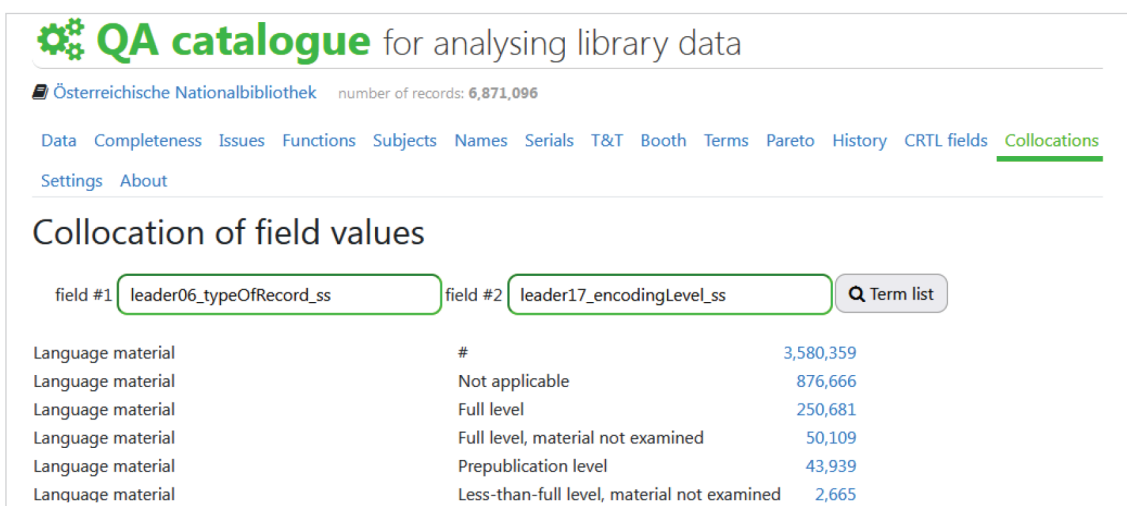 QA catalogue for analysing library data
Österreichische Nationalbibliothek number of records: 6,871,096
Data Completeness Issues Functions Subjects Names Serials T&T Booth Terms Pareto History CRTL fields Collocations
Settings About
Collocation of field values
field #1 leader06_typeOfRecord_ss field #2 leader17_encodingLevel_ss Term list
Language material # 3,580,359
Language material Not applicable 876,666
Language material Full level 250,681
Language material Full level, material not examined 50,109
Language material Prepublication level 43,939
Language material Less-than-full level, material not examined 2,665